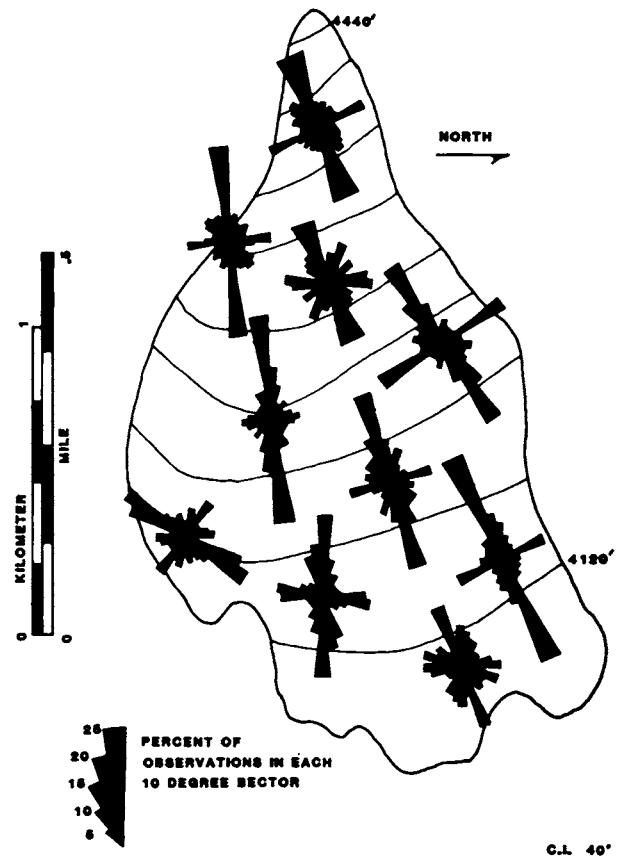 4440'
NORTH
.5
1
MILE
KILOMETER
0
0
4120'
25
20
15
10
5
PERCENT OF
OBSERVATIONS IN EACH
10 DEGREE SECTOR
C.I. 40'